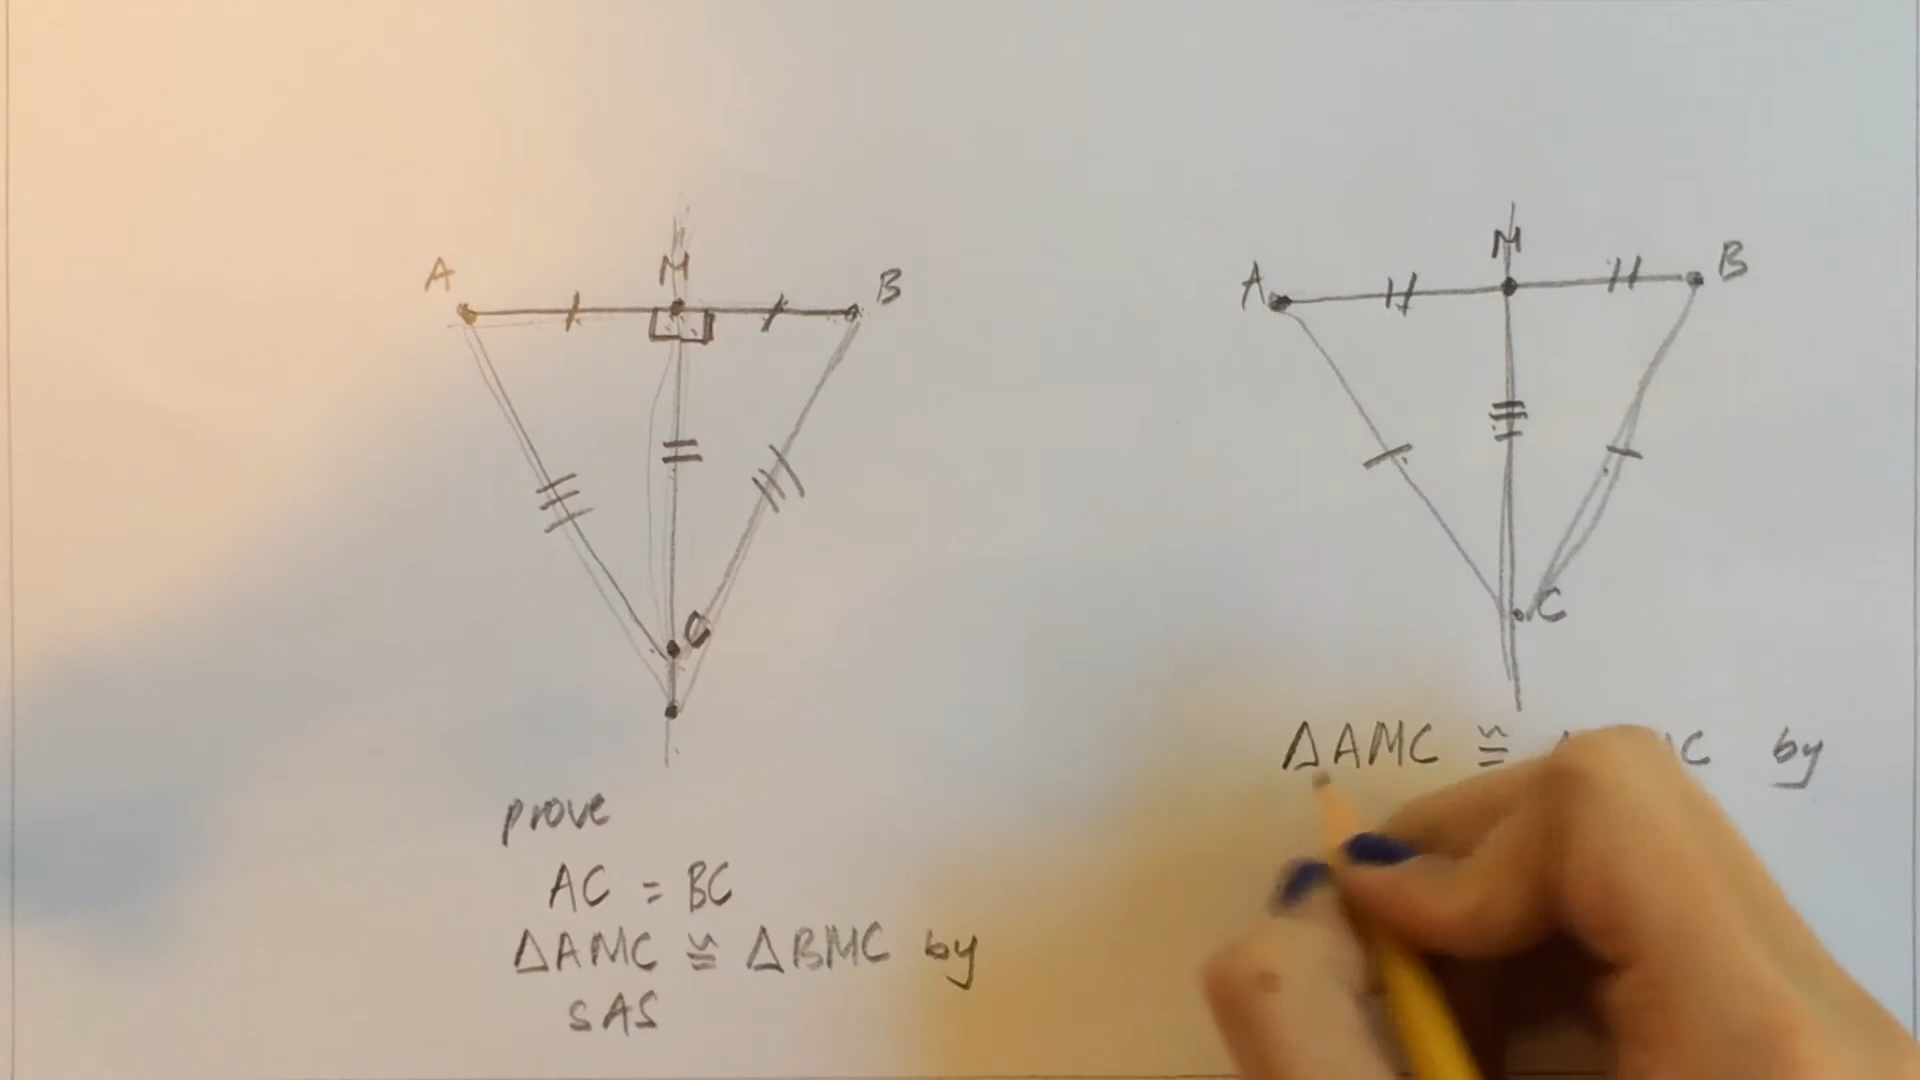 A M B
C
prove
AC = BC
ΔAMC ≅ ΔBMC by
SAS
A M B
C
ΔAMC ≅ C by